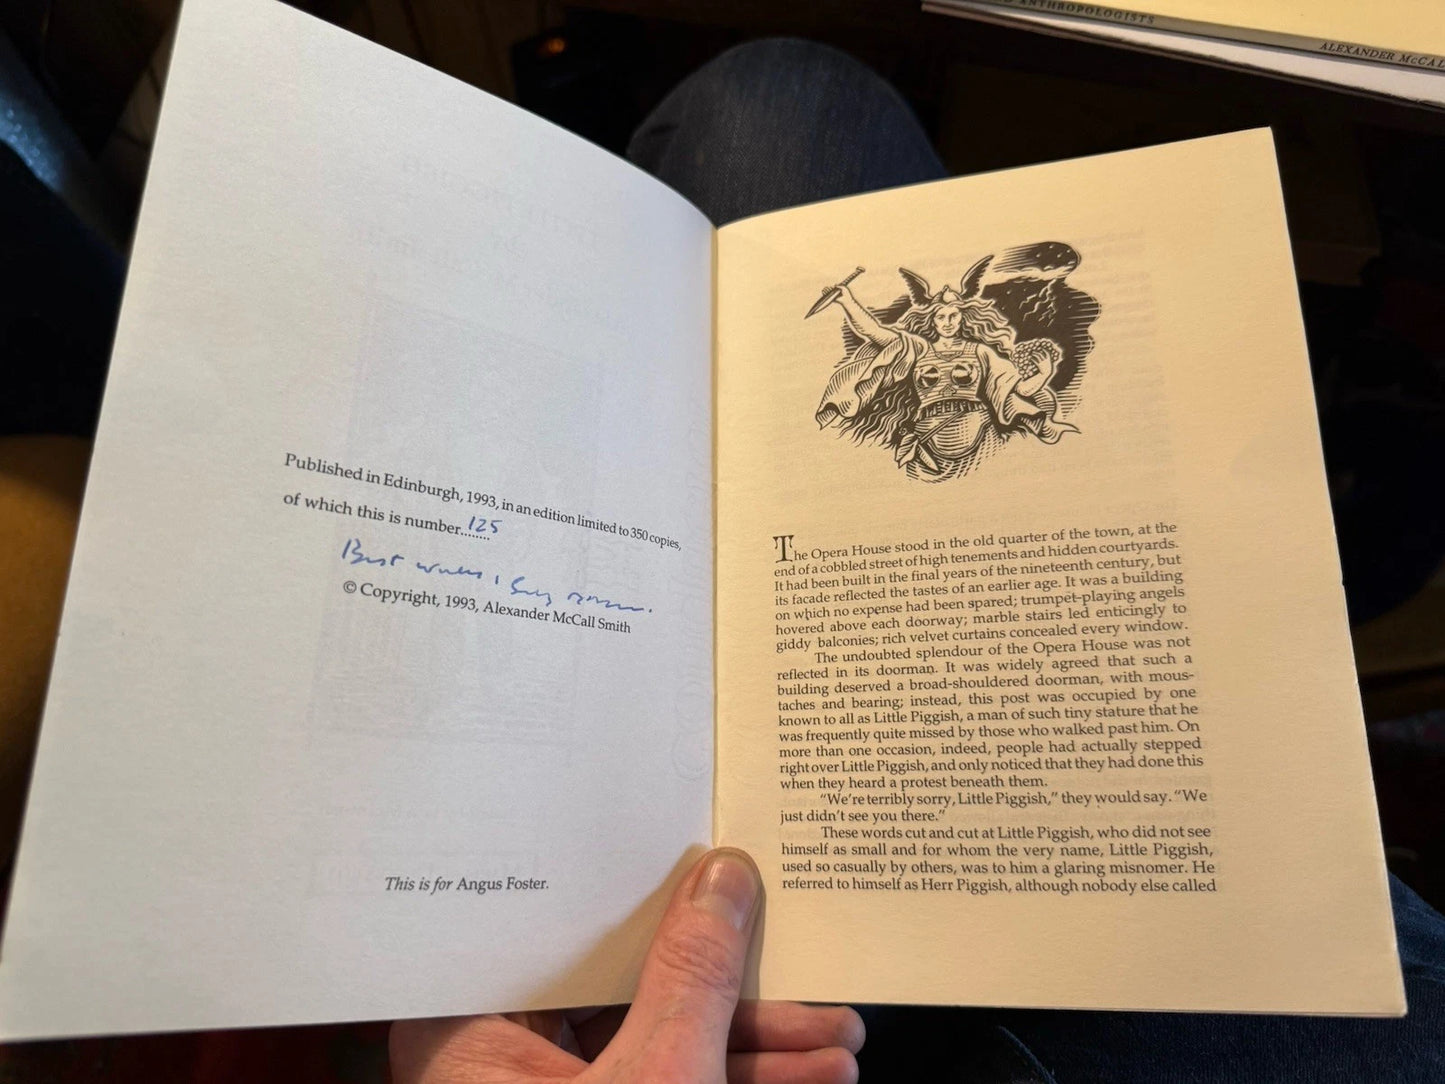 D ANTHROPOLOGISTS
ALEXANDER McCAL
Published in Edinburgh, 1993, in an edition limited to 350 copies,
of which this is number........125
Best wishes,
© Copyright, 1993, Alexander McCall Smith
This is for Angus Foster.
The Opera House stood in the old quarter of the town, at the
end of a cobbled street of high tenements and hidden courtyards.
It had been built in the final years of the nineteenth century, but
its facade reflected the tastes of an earlier age. It was a building
on which no expense had been spared; trumpet-playing angels
hovered above each doorway; marble stairs led enticingly to
giddy balconies; rich velvet curtains concealed every window.
The undoubted splendour of the Opera House was not
reflected in its doorman. It was widely agreed that such a
building deserved a broad-shouldered doorman, with mous-
taches and bearing; instead, this post was occupied by one
known to all as Little Piggish, a man of such tiny stature that he
was frequently quite missed by those who walked past him. On
more than one occasion, indeed, people had actually stepped
right over Little Piggish, and only noticed that they had done this
when they heard a protest beneath them.
"We're terribly sorry, Little Piggish," they would say. "We
just didn't see you there."
These words cut and cut at Little Piggish, who did not see
himself as small and for whom the very name, Little Piggish,
used so casually by others, was to him a glaring misnomer. He
referred to himself as Herr Piggish, although nobody else called